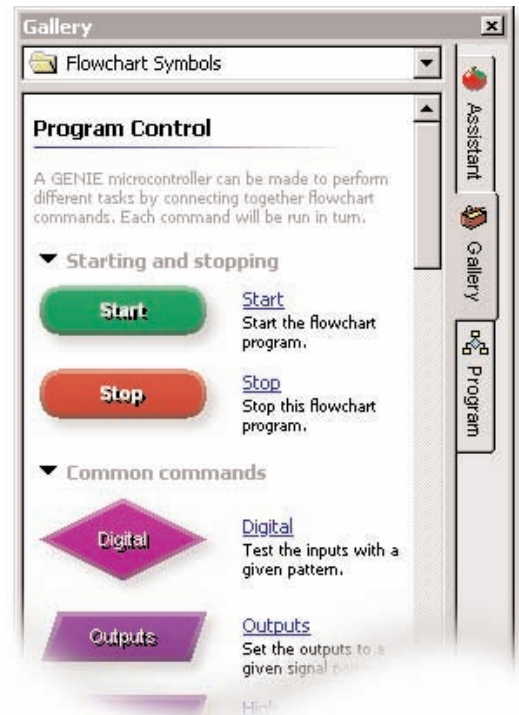 Gallery
Flowchart Symbols
Program Control
A GENIE microcontroller can be made to perform
different tasks by connecting together flowchart
commands. Each command will be run in turn.
Starting and stopping
Start
Start
Start the flowchart
program.
Stop
Stop
Stop this flowchart
program.
Common commands
Digital
Digital
Test the inputs with a
given pattern.
Outputs
Outputs
Set the outputs to a
given signal
High
Assistant
Gallery
Program